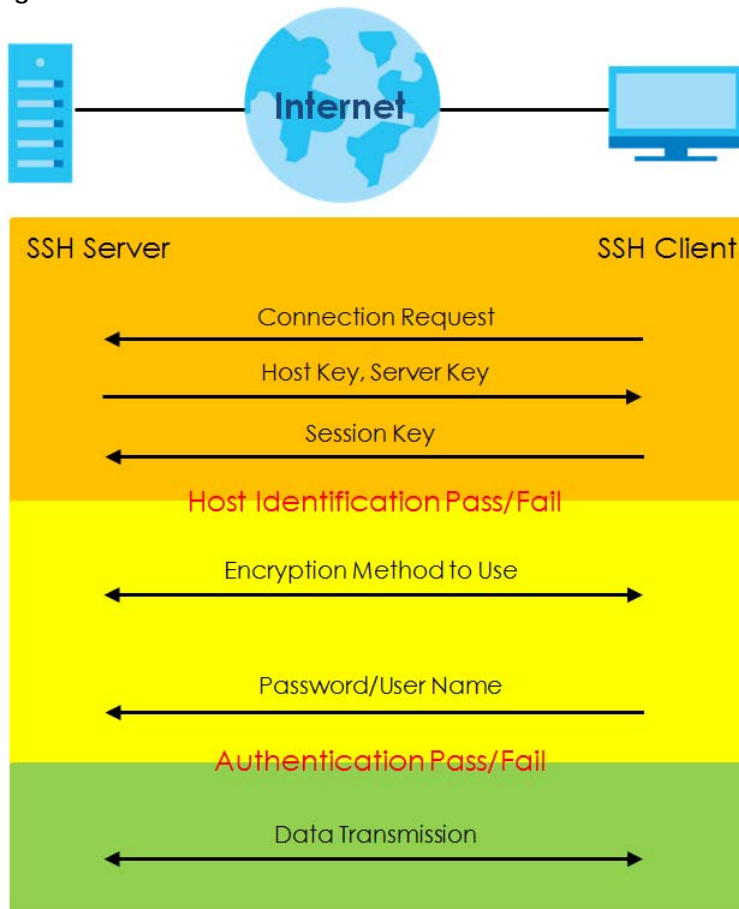 Internet
SSH Server
SSH Client
Connection Request
Host Key, Server Key
Session Key
Host Identification Pass/Fail
Encryption Method to Use
Password/User Name
Authentication Pass/Fail
Data Transmission